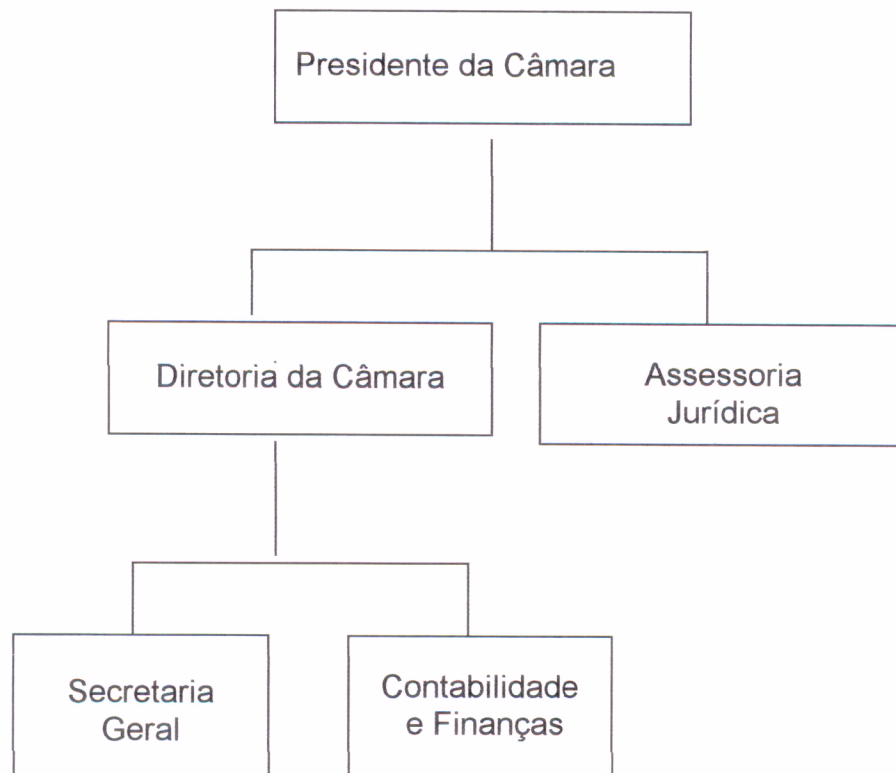 Presidente da Câmara
Diretoria da Câmara
Assessoria
Jurídica
Secretaria
Geral
Contabilidade
e Finanças